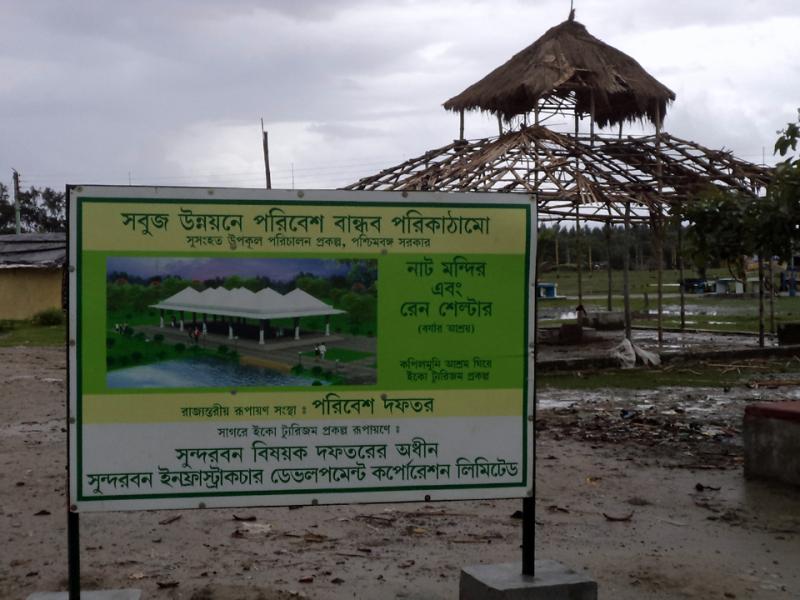 সবুজ উন্নয়নে পরিবেশ বান্ধব পরিকাঠামো
সুসংহত উপকূল পরিচালন প্রকল্প, পশ্চিমবঙ্গ সরকার
নাট মন্দির
এবং
রেন শেল্টার
(বর্ষার আশ্রয়)
কপিলমুনি আশ্রম ঘিরে
ইকো ট্যুরিজম প্রকল্প
রাজ্যস্তরীয় রূপায়ণ সংস্থা : পরিবেশ দফতর
সাগরে ইকো ট্যুরিজম প্রকল্প রূপায়ণে :
সুন্দরবন বিষয়ক দফতরের অধীন
সুন্দরবন ইনফ্রাস্ট্রাকচার ডেভলপমেন্ট কর্পোরেশন লিমিটেড